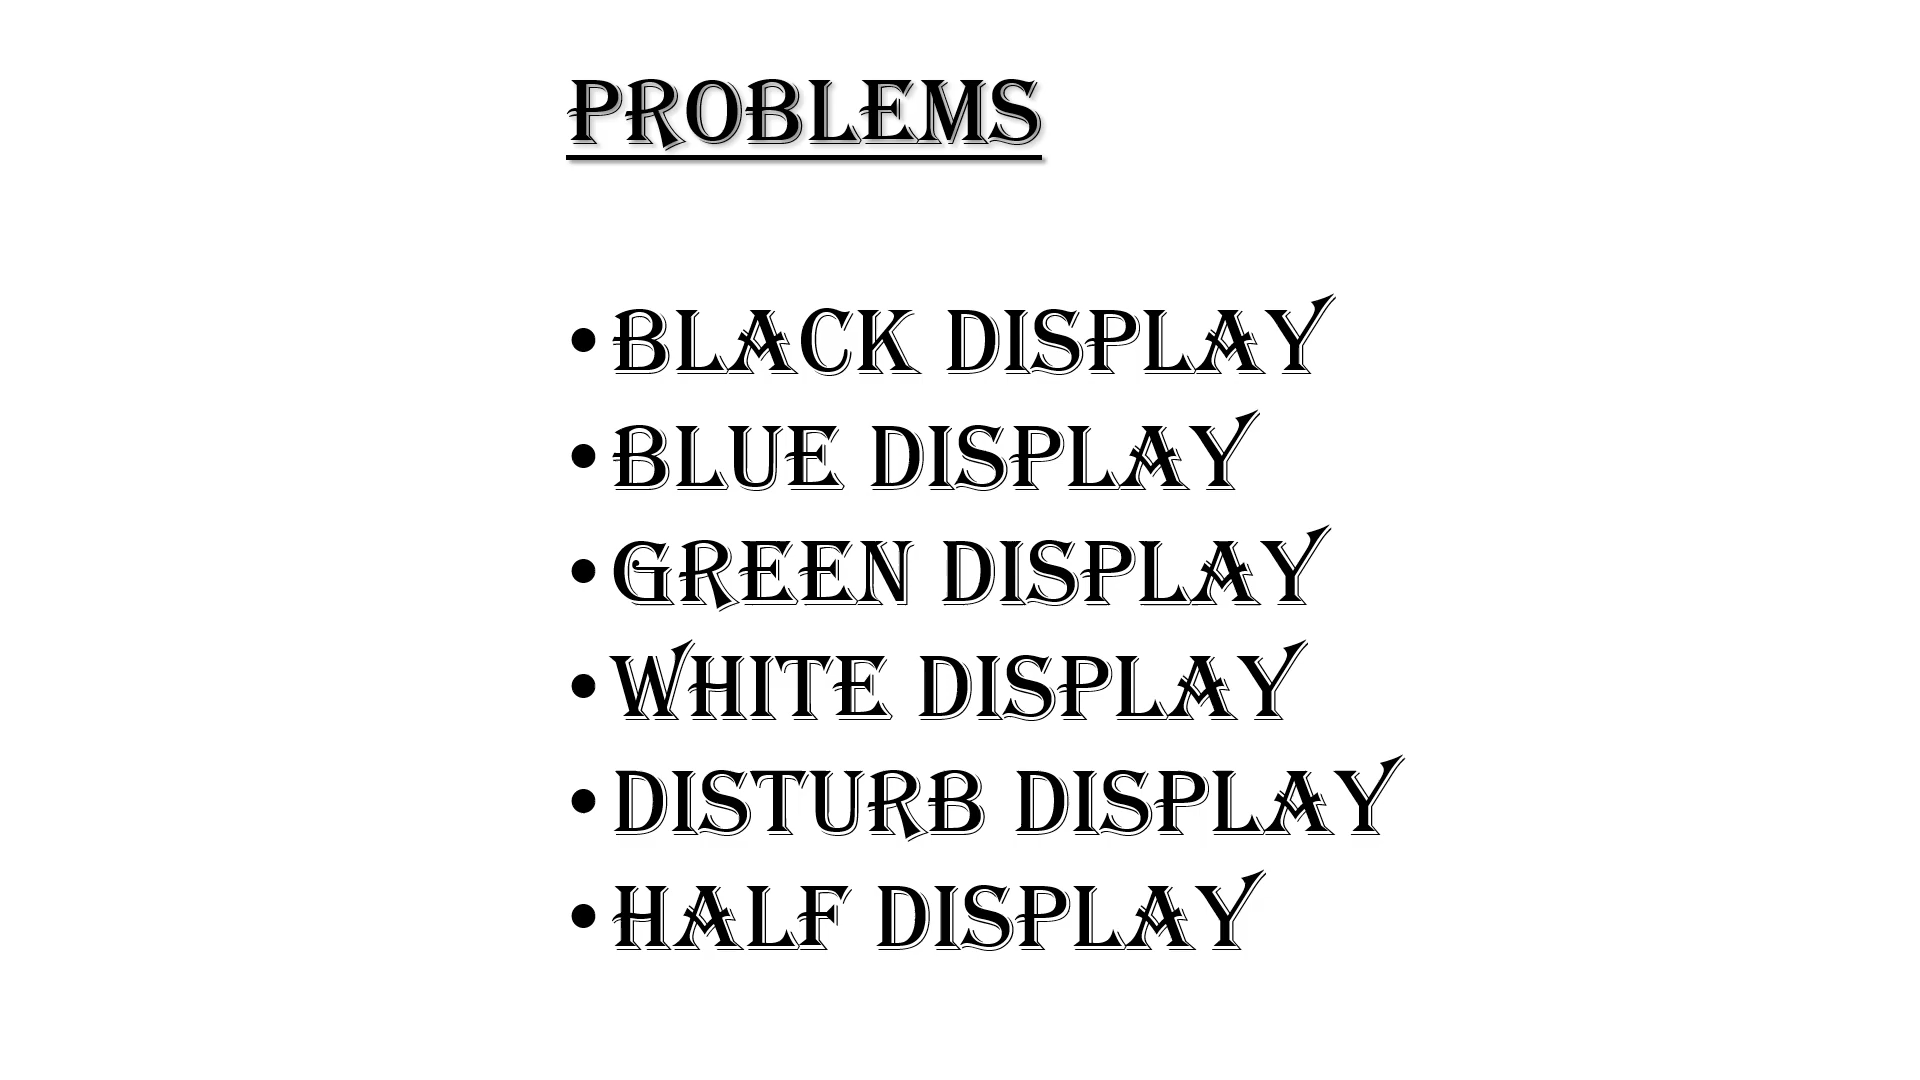 PROBLEMS
• BLACK DISPLAY
• BLUE DISPLAY
• GREEN DISPLAY
• WHITE DISPLAY
• DISTURB DISPLAY
• HALF DISPLAY